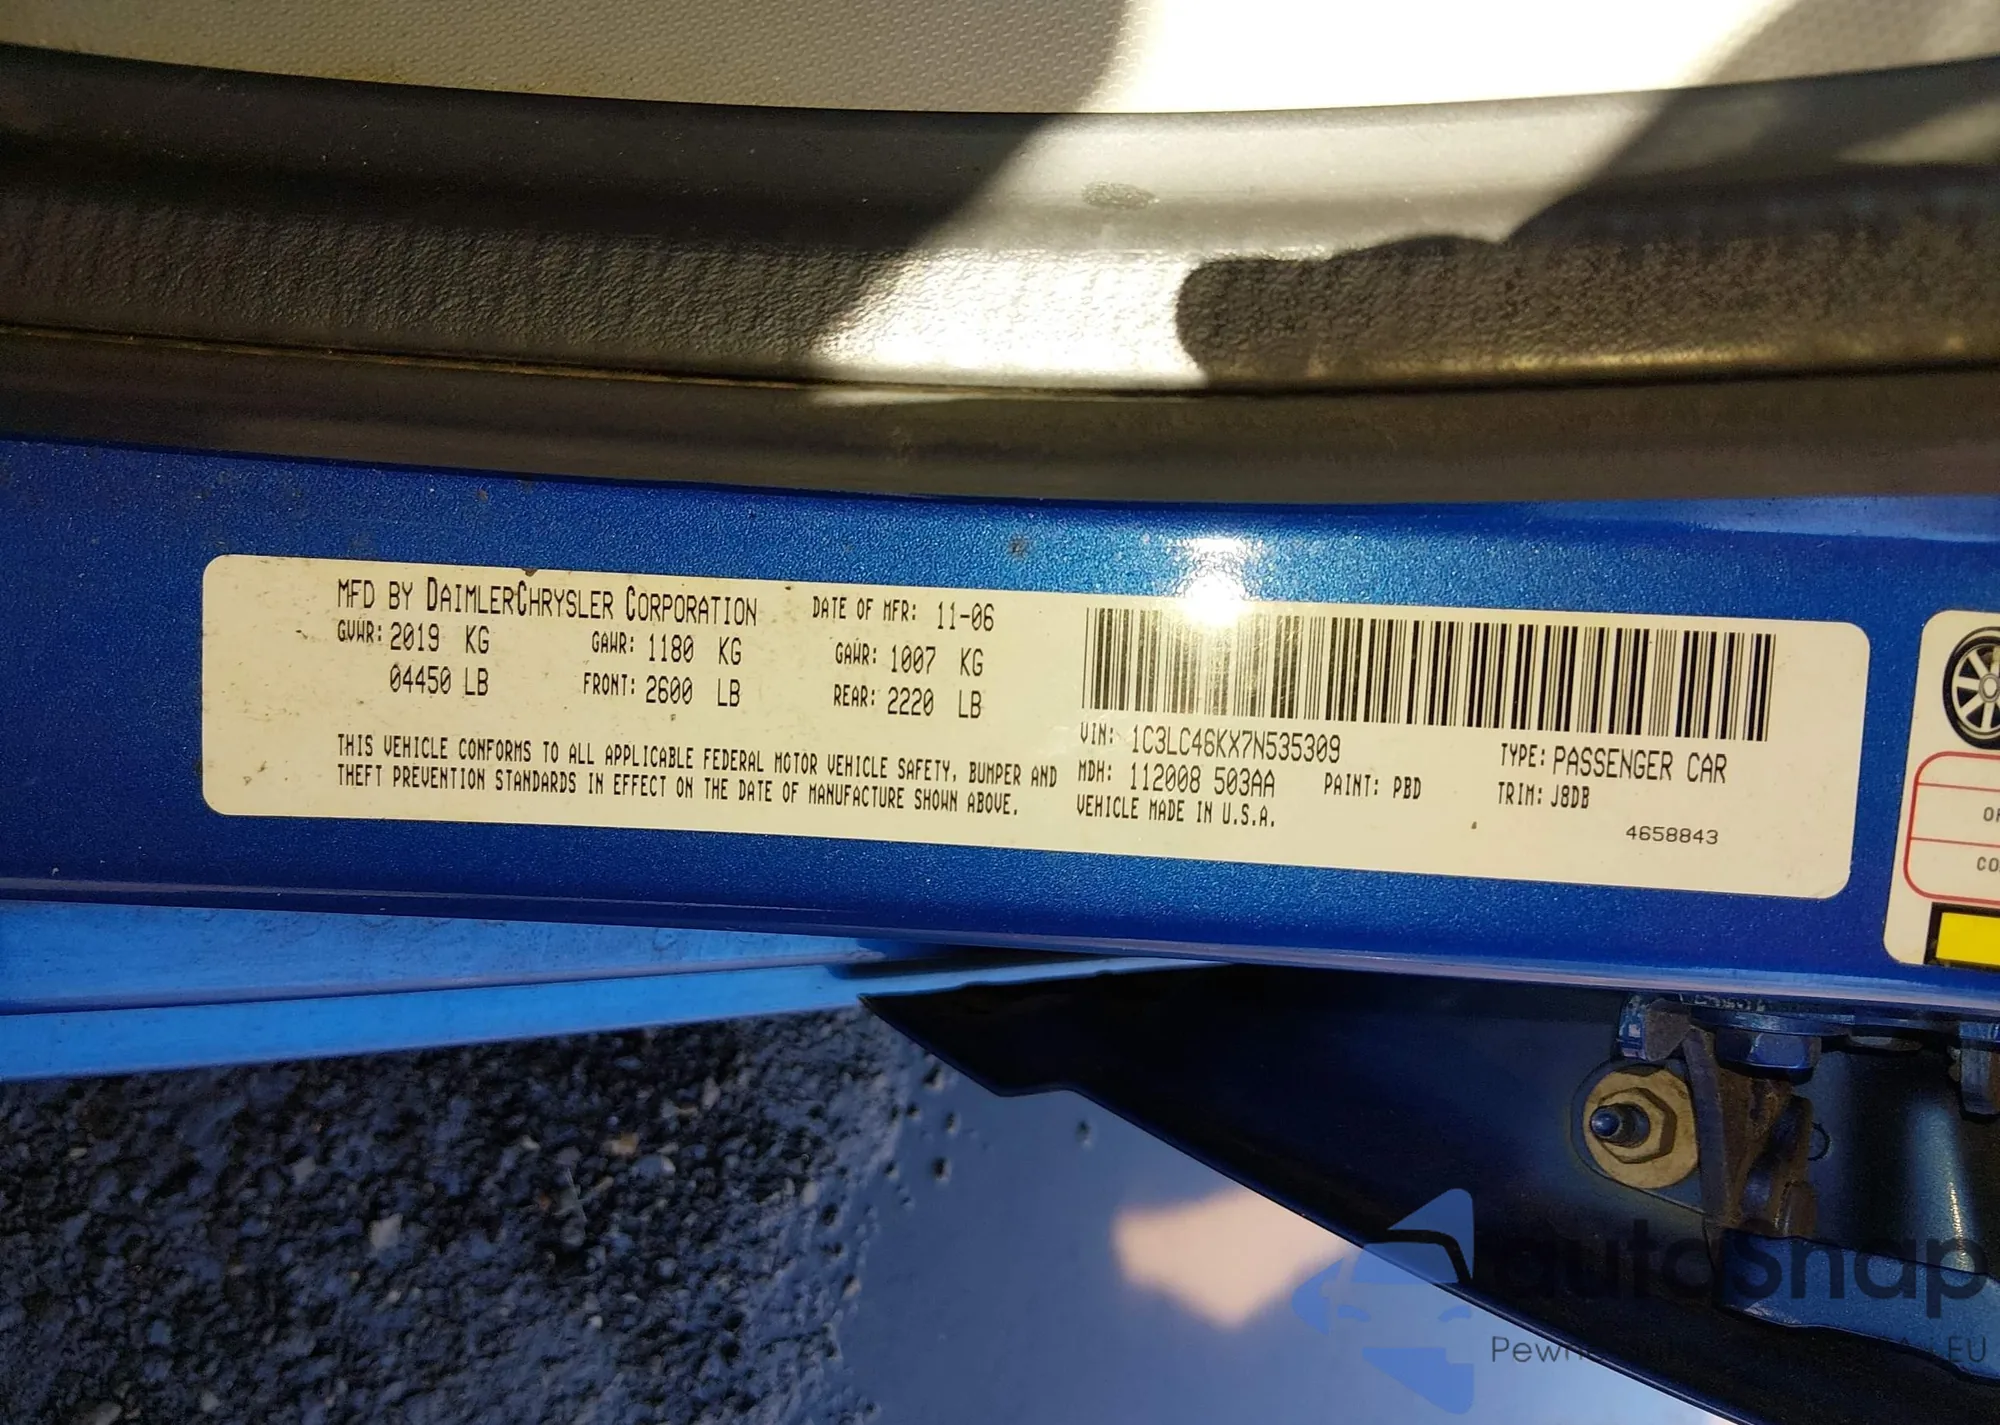 MFD BY DAIMLERCHRYSLER CORPORATION DATE OF MFR: 11-06
GVWR: 2019 KG GAWR: 1180 KG GAWR: 1007 KG
04450 LB FRONT: 2600 LB REAR: 2220 LB
THIS VEHICLE CONFORMS TO ALL APPLICABLE FEDERAL MOTOR VEHICLE SAFETY, BUMPER AND
THEFT PREVENTION STANDARDS IN EFFECT ON THE DATE OF MANUFACTURE SHOWN ABOVE.
VIN: 1C3LC46KX7N535309 TYPE: PASSENGER CAR
MDH: 112008 503AA PAINT: PBD TRIM: J8DB
VEHICLE MADE IN U.S.A.
4658843
CO
autoSnap
EU